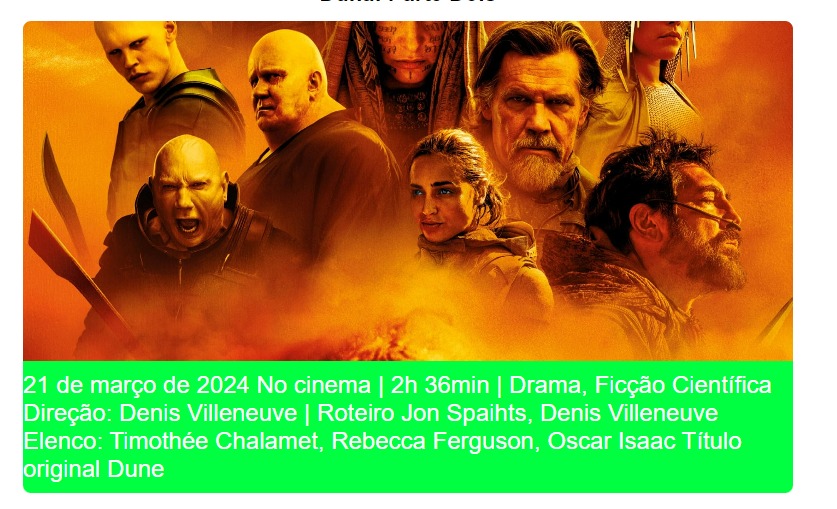 21 de março de 2024 No cinema | 2h 36min | Drama, Ficção Científica
Direção: Denis Villeneuve | Roteiro Jon Spaihts, Denis Villeneuve
Elenco: Timothée Chalamet, Rebecca Ferguson, Oscar Isaac Título
original Dune